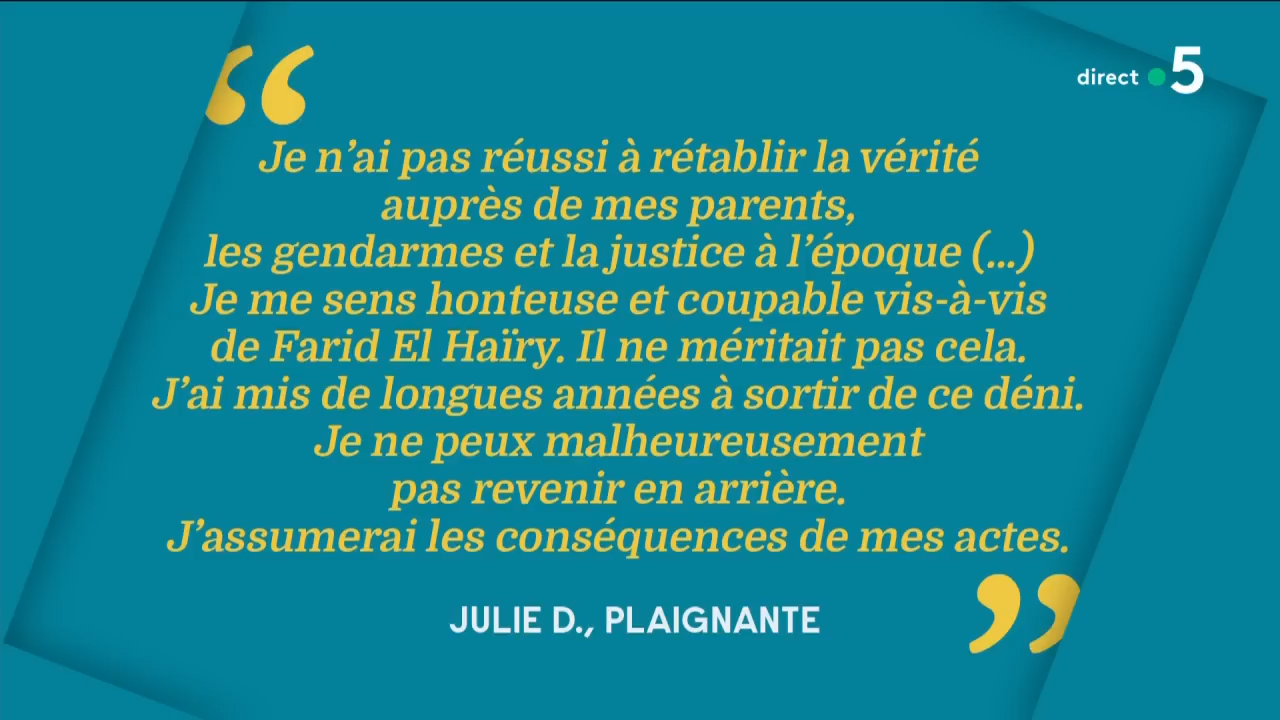 direct 5
“
Je n’ai pas réussi à rétablir la vérité
auprès de mes parents,
les gendarmes et la justice à l’époque (...)
Je me sens honteuse et coupable vis-à-vis
de Farid El Haïry. Il ne méritait pas cela.
J’ai mis de longues années à sortir de ce déni.
Je ne peux malheureusement
pas revenir en arrière.
J’assumerai les conséquences de mes actes.
”
JULIE D., PLAIGNANTE